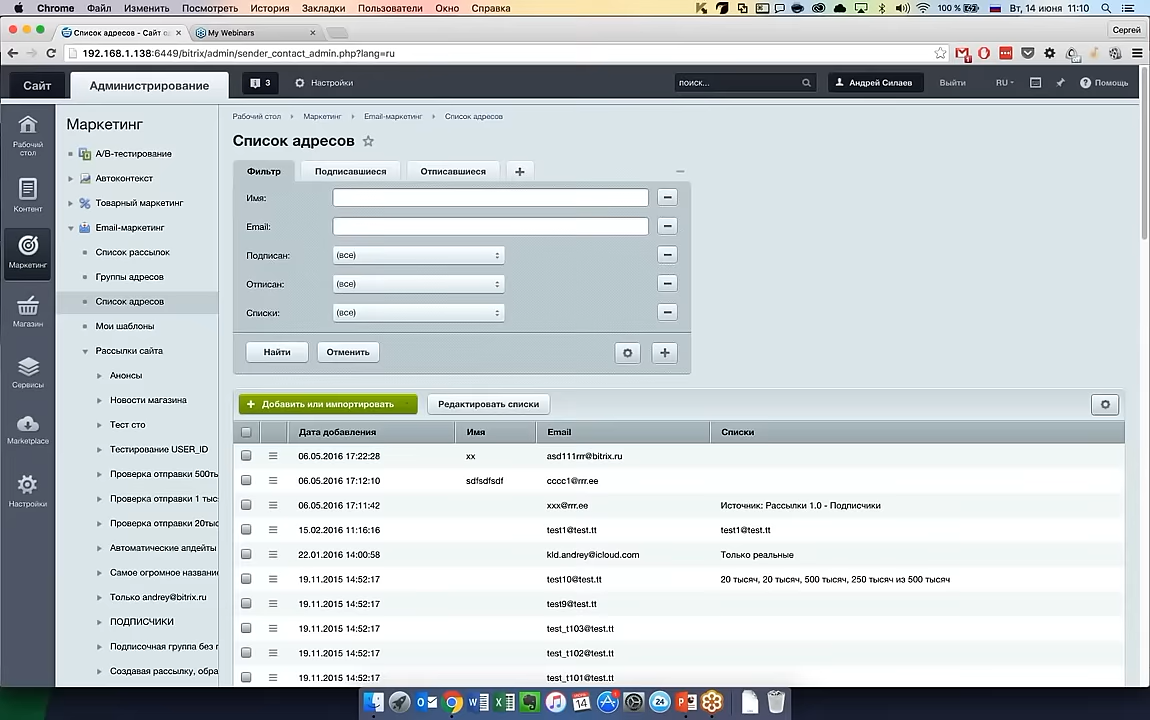 Chrome Файл Изменить Посмотреть История Закладки Пользователи Окно Справка 100 % Вт, 14 июня 11:10
Список адресов - Сайт о My Webinars Сергей
192.168.1.138:6449/bitrix/admin/sender_contact_admin.php?lang=ru
Сайт Администрирование 3 Настройки поиск... Андрей Силаев Выйти RU Помощь
Рабочий стол
Контент
Маркетинг
Магазин
Сервисы
Marketplace
Настройки
Маркетинг
A/B-тестирование
Автоконтекст
Товарный маркетинг
Email-маркетинг
Список рассылок
Группы адресов
Список адресов
Мои шаблоны
Рассылки сайта
Анонсы
Новости магазина
Тест сто
Тестирование USER_ID
Проверка отправки 500ть
Проверка отправки 1 тыс
Проверка отправки 20тыс
Автоматические апдейты
Самое огромное название
Только andrey@bitrix.ru
ПОДПИСЧИКИ
Подписочная группа без г
Создавая рассылку, обра
Рабочий стол Маркетинг Email-маркетинг Список адресов
Список адресов
Фильтр Подписавшиеся Отписавшиеся
Имя:
Email:
Подписан: (все)
Отписан: (все)
Списки: (все)
Найти Отменить
Добавить или импортировать Редактировать списки
Дата добавления Имя Email Списки
06.05.2016 17:22:28 xx asd111rrr@bitrix.ru
06.05.2016 17:12:10 sdfsdfsdf cccc1@rrr.ee
06.05.2016 17:11:42 xxx@rrr.ee Источник: Рассылки 1.0 - Подписчики
15.02.2016 11:16:16 test1@test.tt test1@test.tt
22.01.2016 14:00:58 kld.andrey@icloud.com Только реальные
19.11.2015 14:52:17 test10@test.tt 20 тысяч, 20 тысяч, 500 тысяч, 250 тысяч из 500 тысяч
19.11.2015 14:52:17 test9@test.tt
19.11.2015 14:52:17 test_t103@test.tt
19.11.2015 14:52:17 test_t102@test.tt
19.11.2015 14:52:17 test_t101@test.tt
14 24